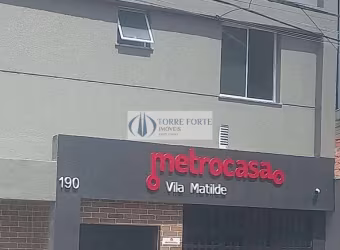 TORRE FORTE
IMÓVEIS
metrocasa
Vila Matilde
190